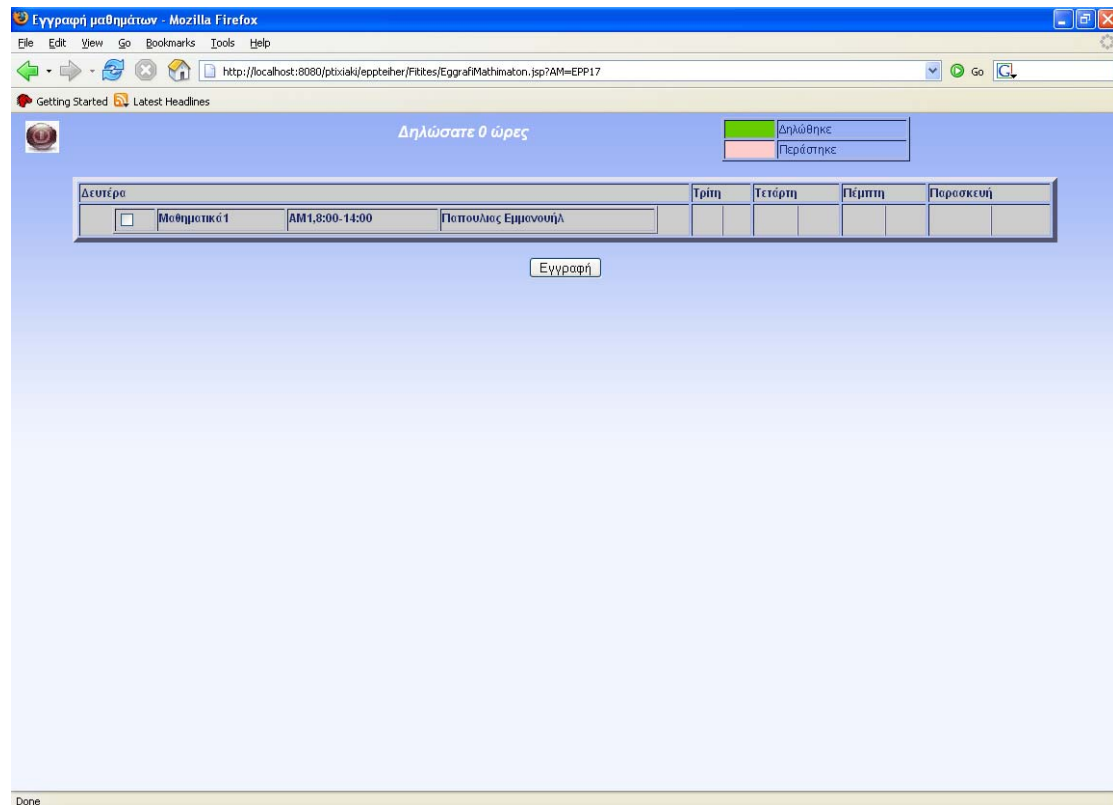 Εγγραφή μαθημάτων - Mozilla Firefox
File Edit View Go Bookmarks Tools Help
http://localhost:8080/ptixiaki/eppteiher/Fitites/EggrafiMathimaton.jsp?AM=EPP17 Go G
Getting Started Latest Headlines
Δηλώσατε 0 ώρες
Δηλώθηκε
Περάστηκε
Δευτέρα Τρίτη Τετάρτη Πέμπτη Παρασκευή
Μαθηματικά1 ΑΜ1,8:00-14:00 Παπουλιας Εμμανουήλ
Εγγραφή
Done